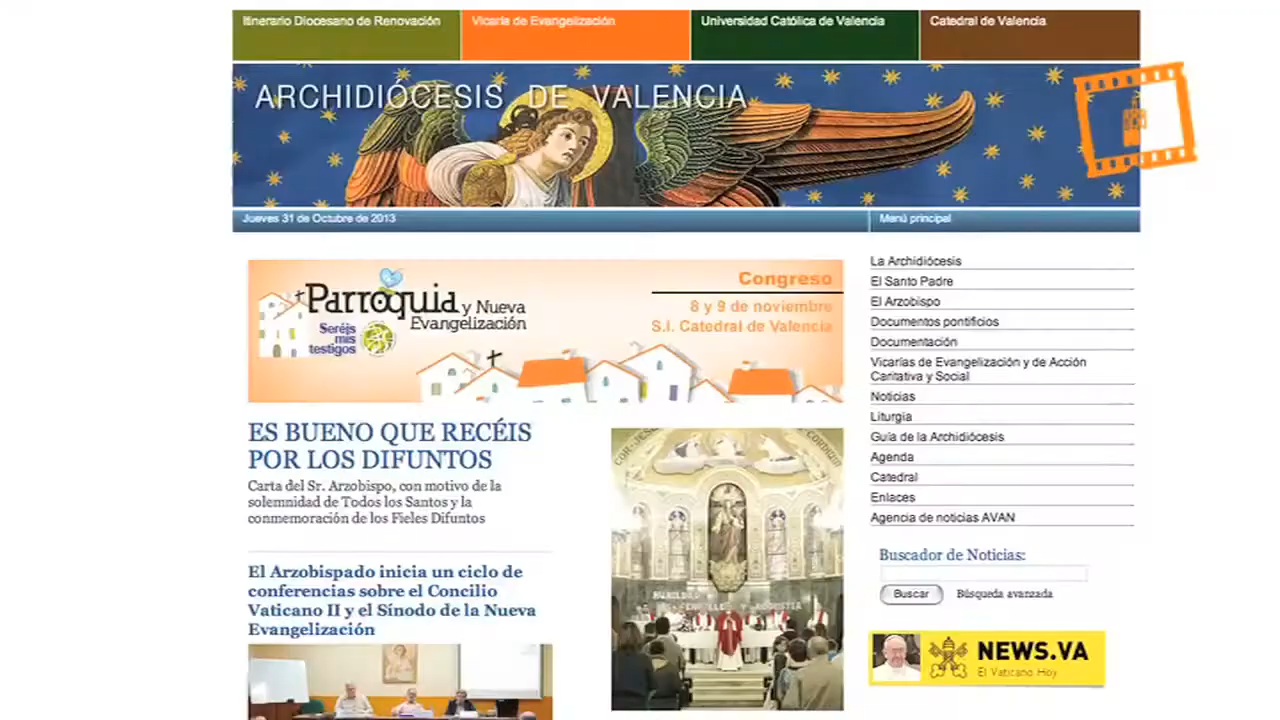 Itinerario Diocesano de Renovación
Vicaría de Evangelización
Universidad Católica de Valencia
Catedral de Valencia
ARCHIDIÓCESIS DE VALENCIA
Jueves 31 de Octubre de 2013
Menú principal
Parroquia y Nueva
Evangelización
Seréis
mis
testigos
Congreso
8 y 9 de noviembre
S.I. Catedral de Valencia
ES BUENO QUE RECÉIS
POR LOS DIFUNTOS
Carta del Sr. Arzobispo, con motivo de la
solemnidad de Todos los Santos y la
conmemoración de los Fieles Difuntos
El Arzobispado inicia un ciclo de
conferencias sobre el Concilio
Vaticano II y el Sínodo de la Nueva
Evangelización
La Archidiócesis
El Santo Padre
El Arzobispo
Documentos pontificios
Documentación
Vicarías de Evangelización y de Acción
Caritativa y Social
Noticias
Liturgia
Guía de la Archidiócesis
Agenda
Catedral
Enlaces
Agencia de noticias AVAN
Buscador de Noticias:
Buscar
Búsqueda avanzada
NEWS.VA
El Vaticano Hoy